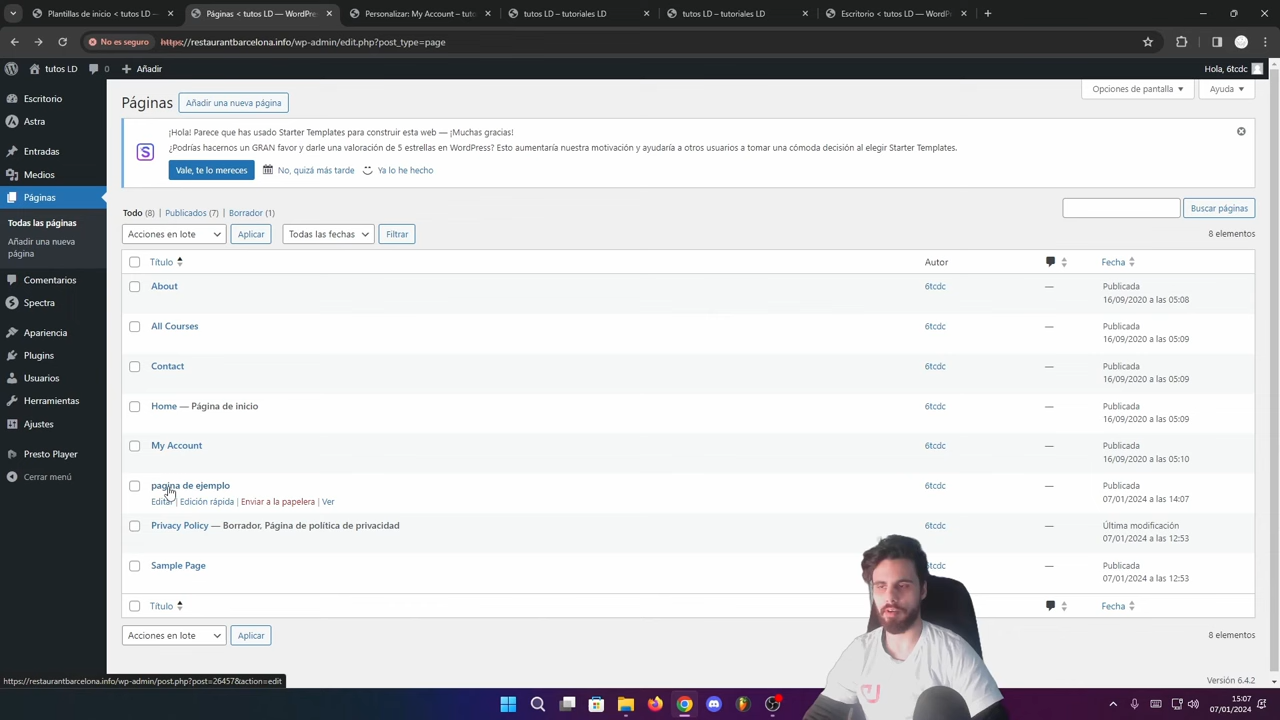 Plantillas de inicio ‹ tutos LD
Páginas ‹ tutos LD — WordPre
Personalizar: My Account – tuto
tutos LD – tutoriales LD
tutos LD – tutoriales LD
Escritorio ‹ tutos LD — WordP
No es seguro
https://restaurantbarcelona.info/wp-admin/edit.php?post_type=page
tutos LD
0
Añadir
Hola, 6tcdc
Escritorio
Astra
Entradas
Medios
Páginas
Todas las páginas
Añadir una nueva
página
Comentarios
Spectra
Apariencia
Plugins
Usuarios
Herramientas
Ajustes
Presto Player
Cerrar menú
Páginas
Añadir una nueva página
Opciones de pantalla
Ayuda
¡Hola! Parece que has usado Starter Templates para construir esta web — ¡Muchas gracias!
¿Podrías hacernos un GRAN favor y darle una valoración de 5 estrellas en WordPress? Esto aumentaría nuestra motivación y ayudaría a otros usuarios a tomar una cómoda decisión al elegir Starter Templates.
S
Vale, te lo mereces
No, quizá más tarde
Ya lo he hecho
Todo (8) | Publicados (7) | Borrador (1)
Buscar páginas
Acciones en lote
Aplicar
Todas las fechas
Filtrar
8 elementos
Título
Autor
Fecha
About
6tcdc
—
Publicada
16/09/2020 a las 05:08
All Courses
6tcdc
—
Publicada
16/09/2020 a las 05:09
Contact
6tcdc
—
Publicada
16/09/2020 a las 05:09
Home — Página de inicio
6tcdc
—
Publicada
16/09/2020 a las 05:09
My Account
6tcdc
—
Publicada
16/09/2020 a las 05:10
pagina de ejemplo
Editar | Edición rápida | Enviar a la papelera | Ver
6tcdc
—
Publicada
07/01/2024 a las 14:07
Privacy Policy — Borrador, Página de política de privacidad
6tcdc
—
Última modificación
07/01/2024 a las 12:53
Sample Page
6tcdc
—
Publicada
07/01/2024 a las 12:53
Título
Fecha
Acciones en lote
Aplicar
8 elementos
https://restaurantbarcelona.info/wp-admin/post.php?post=26457&action=edit
Versión 6.4.2
15:07
07/01/2024